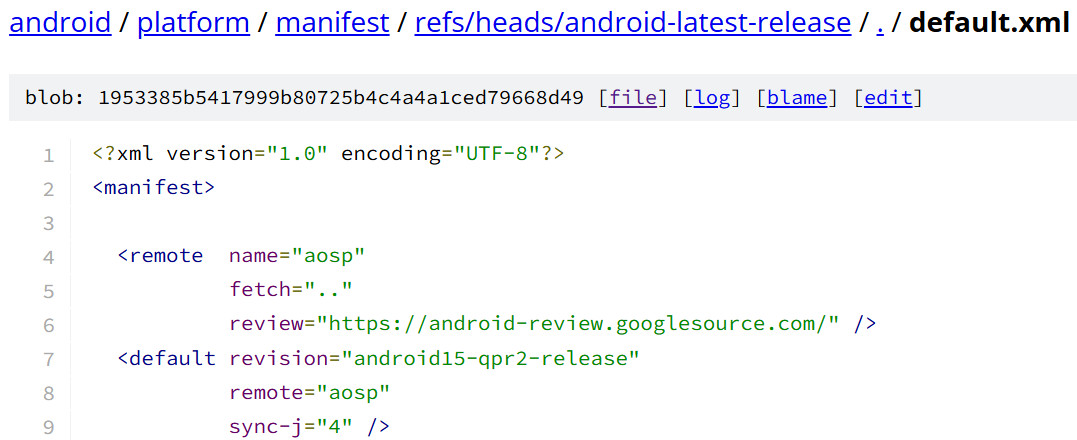 android / platform / manifest / refs/heads/android-latest-release / . / default.xml
blob: 1953385b5417999b80725b4c4a4a1ced79668d49 [file] [log] [blame] [edit]
1 <?xml version="1.0" encoding="UTF-8"?>
2 <manifest>
3
4   <remote  name="aosp"
5            fetch=".."
6            review="https://android-review.googlesource.com/" />
7   <default revision="android15-qpr2-release"
8            remote="aosp"
9            sync-j="4" />